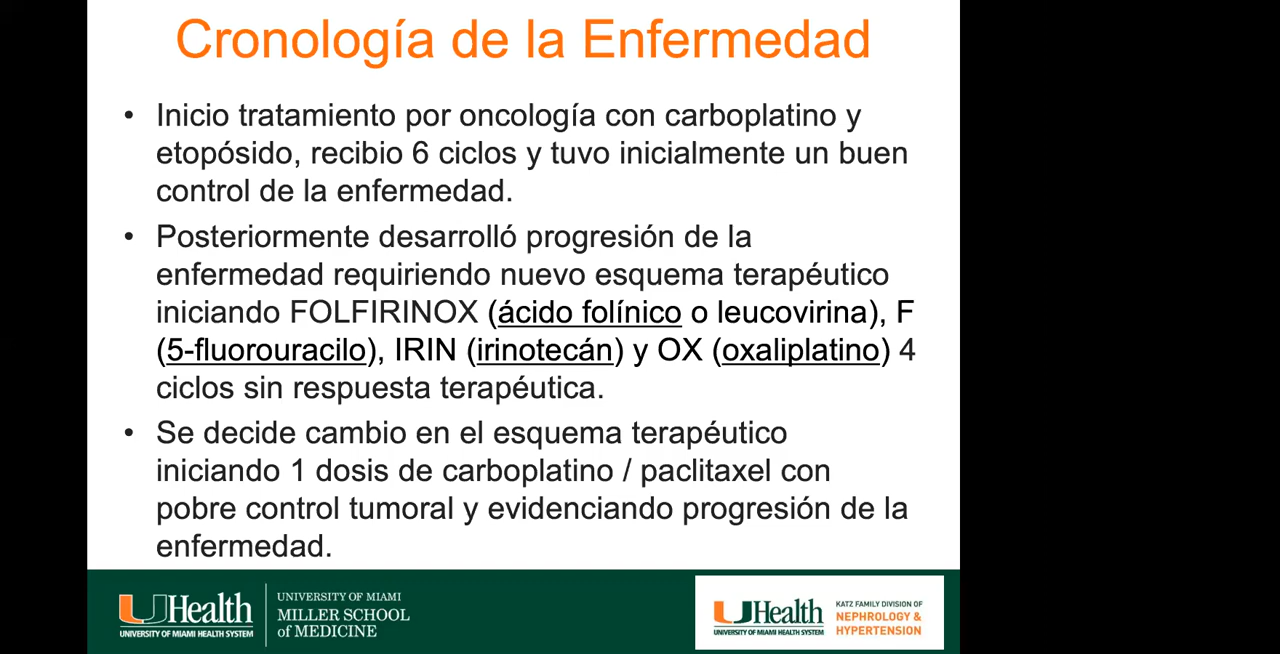 Cronología de la Enfermedad
• Inicio tratamiento por oncología con carboplatino y
etopósido, recibio 6 ciclos y tuvo inicialmente un buen
control de la enfermedad.
• Posteriormente desarrolló progresión de la
enfermedad requiriendo nuevo esquema terapéutico
iniciando FOLFIRINOX (ácido folínico o leucovirina), F
(5-fluorouracilo), IRIN (irinotecán) y OX (oxaliplatino) 4
ciclos sin respuesta terapéutica.
• Se decide cambio en el esquema terapéutico
iniciando 1 dosis de carboplatino / paclitaxel con
pobre control tumoral y evidenciando progresión de la
enfermedad.
UHealth
UNIVERSITY OF MIAMI HEALTH SYSTEM
UNIVERSITY OF MIAMI
MILLER SCHOOL
of MEDICINE
UHealth
UNIVERSITY OF MIAMI HEALTH SYSTEM
KATZ FAMILY DIVISION OF
NEPHROLOGY &
HYPERTENSION